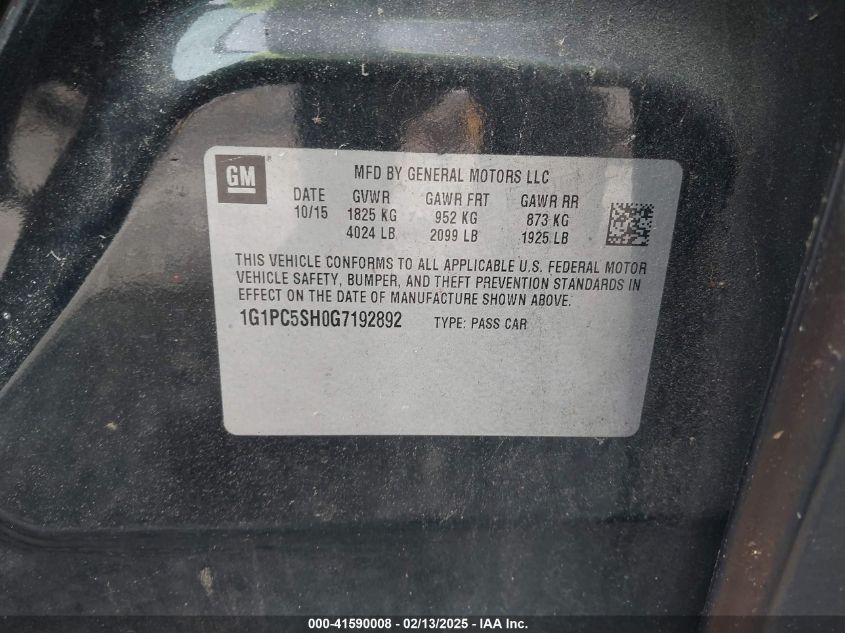 GM
MFD BY GENERAL MOTORS LLC
DATE GVWR GAWR FRT GAWR RR
10/15 1825 KG 952 KG 873 KG
4024 LB 2099 LB 1925 LB
THIS VEHICLE CONFORMS TO ALL APPLICABLE U.S. FEDERAL MOTOR
VEHICLE SAFETY, BUMPER, AND THEFT PREVENTION STANDARDS IN
EFFECT ON THE DATE OF MANUFACTURE SHOWN ABOVE.
1G1PC5SH0G7192892 TYPE: PASS CAR
000-41590008 - 02/13/2025 - IAA Inc.